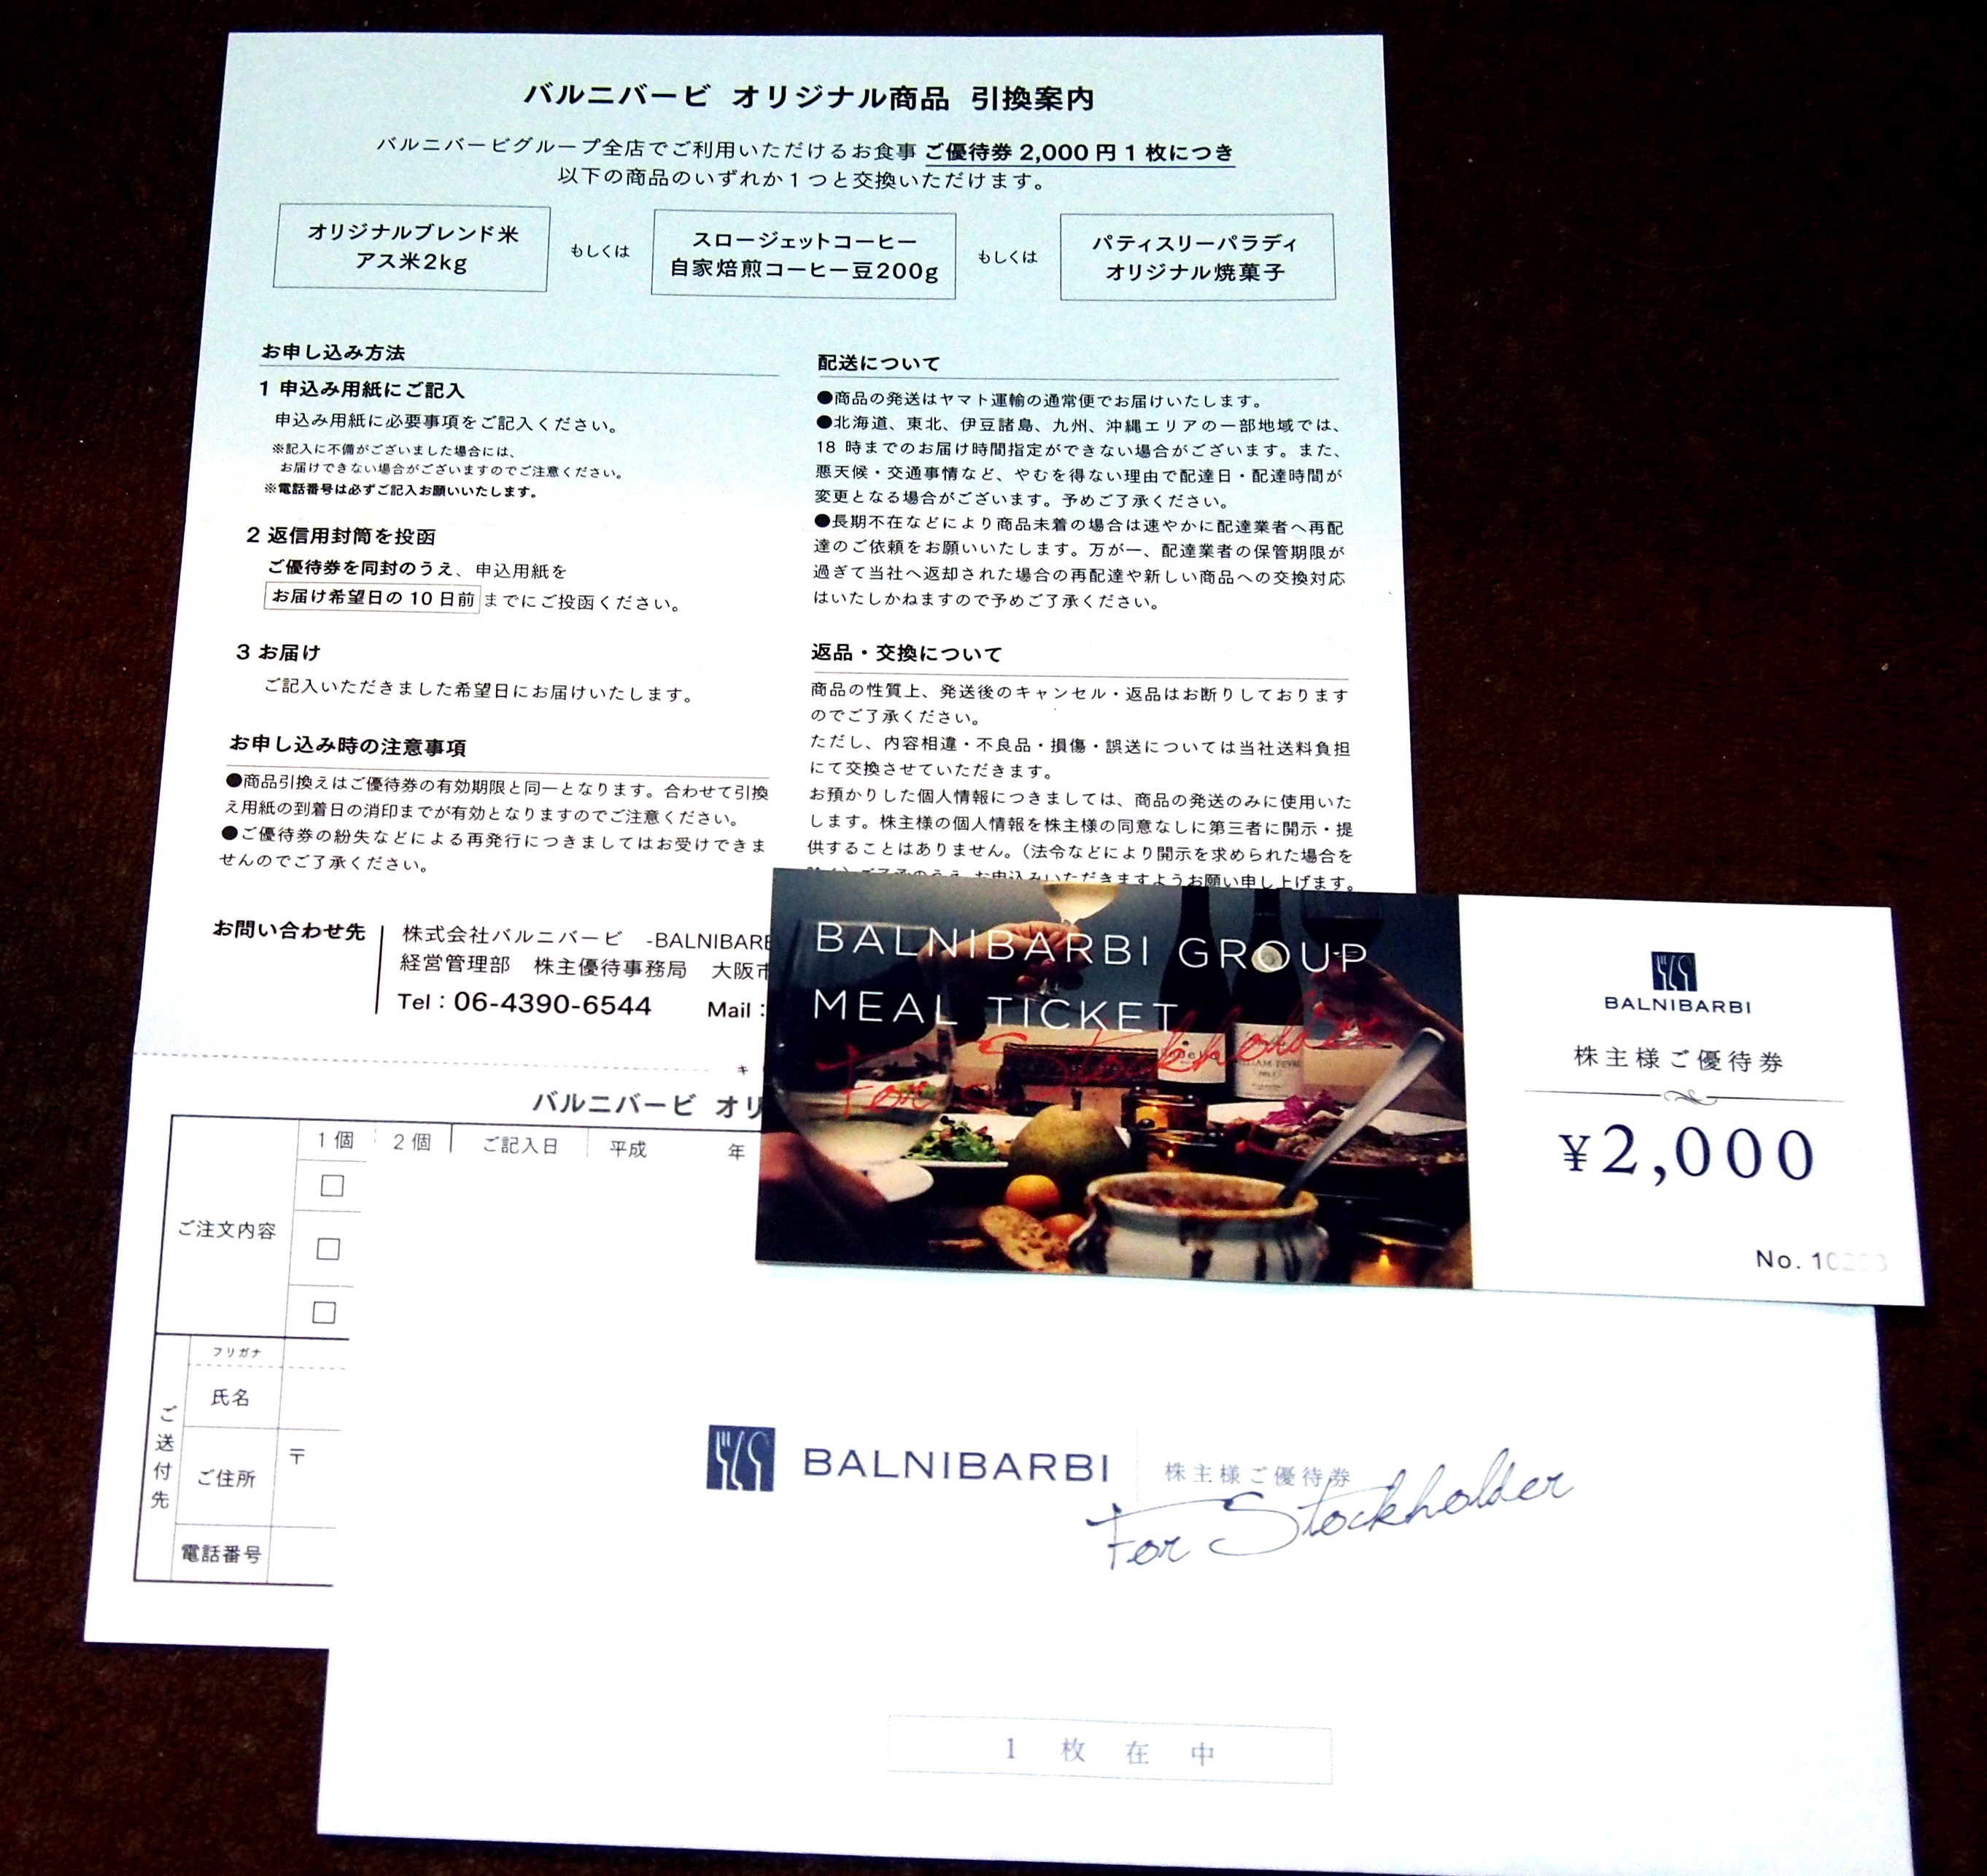 バルニバービ オリジナル商品 引換案内
バルニバービグループ全店でご利用いただけるお食事 ご優待券 2,000 円 1 枚につき
以下の商品のいずれか 1 つと交換いただけます。
オリジナルブレンド米
アス米2kg
もしくは
スロージェットコーヒー
自家焙煎コーヒー豆200g
もしくは
パティスリーパラディ
オリジナル焼菓子
お申し込み方法
1 申込み用紙にご記入
申込み用紙に必要事項をご記入ください。
※記入に不備がございました場合には、
お届けできない場合がございますのでご注意ください。
※電話番号は必ずご記入お願いいたします。
2 返信用封筒を投函
ご優待券を同封のうえ、申込用紙を
お届け希望日の 10 日前 までにご投函ください。
3 お届け
ご記入いただきました希望日にお届けいたします。
お申し込み時の注意事項
●商品引換えはご優待券の有効期限と同一となります。合わせて引換
え用紙の到着日の消印までが有効となりますのでご注意ください。
●ご優待券の紛失などによる再発行につきましてはお受けできま
せんのでご了承ください。
配送について
●商品の発送はヤマト運輸の通常便でお届けいたします。
●北海道、東北、伊豆諸島、九州、沖縄エリアの一部地域では、
18 時までのお届け時間指定ができない場合がございます。また、
悪天候・交通事情など、やむを得ない理由で配達日・配達時間が
変更となる場合がございます。予めご了承ください。
●長期不在などにより商品未着の場合は速やかに配達業者へ再配
達のご依頼をお願いいたします。万が一、配達業者の保管期限が
過ぎて当社へ返却された場合の再配達や新しい商品への交換対応
はいたしかねますので予めご了承ください。
返品・交換について
商品の性質上、発送後のキャンセル・返品はお断りしております
のでご了承ください。
ただし、内容相違・不良品・損傷・誤送については当社送料負担
にて交換させていただきます。
お預かりした個人情報につきましては、商品の発送のみに使用いた
します。株主様の個人情報を株主様の同意なしに第三者に開示・提
供することはありません。（法令などにより開示を求められた場合を
ご了承のうえ、お申込みいただきますようお願い申し上げます。
お問い合わせ先
株式会社バルニバービ -BALNIBARB
経営管理部 株主優待事務局 大阪市
Tel : 06-4390-6544 Mail :
キ
バルニバービ オリ
1 個 2 個 ご記入日 平成 年
ご注文内容
□
□
□
ご送付先
フリガナ
氏名
ご住所 〒
電話番号
BALNIBARBI GROUP
MEAL TICKET
For Stockholder
BALNIBARBI
株主様ご優待券
¥2,000
No. 10
BALNIBARBI 株主様ご優待券
For Stockholder
1 枚 在 中